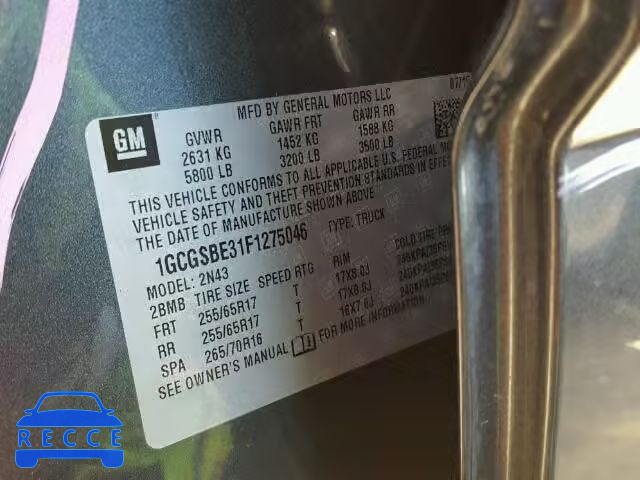 MFD BY GENERAL MOTORS LLC
GM
GVWR GAWR FRT GAWR RR
2631 KG 1452 KG 1588 KG
5800 LB 3200 LB 3500 LB
THIS VEHICLE CONFORMS TO ALL APPLICABLE U.S. FEDERAL
VEHICLE SAFETY AND THEFT PREVENTION STANDARDS IN EFFE
DATE OF MANUFACTURE SHOWN ABOVE.
1GCGSBE31F1275046 TYPE: TRUCK
MODEL: 2N43
2BMB TIRE SIZE SPEED RTG RIM COLD TIRE
FRT 255/65R17 T 17X8.0J
RR 255/65R17 T 17X8.0J
SPA 265/70R16 T 16X7.0J
SEE OWNER'S MANUAL FOR MORE INFORMATION.
RECCE